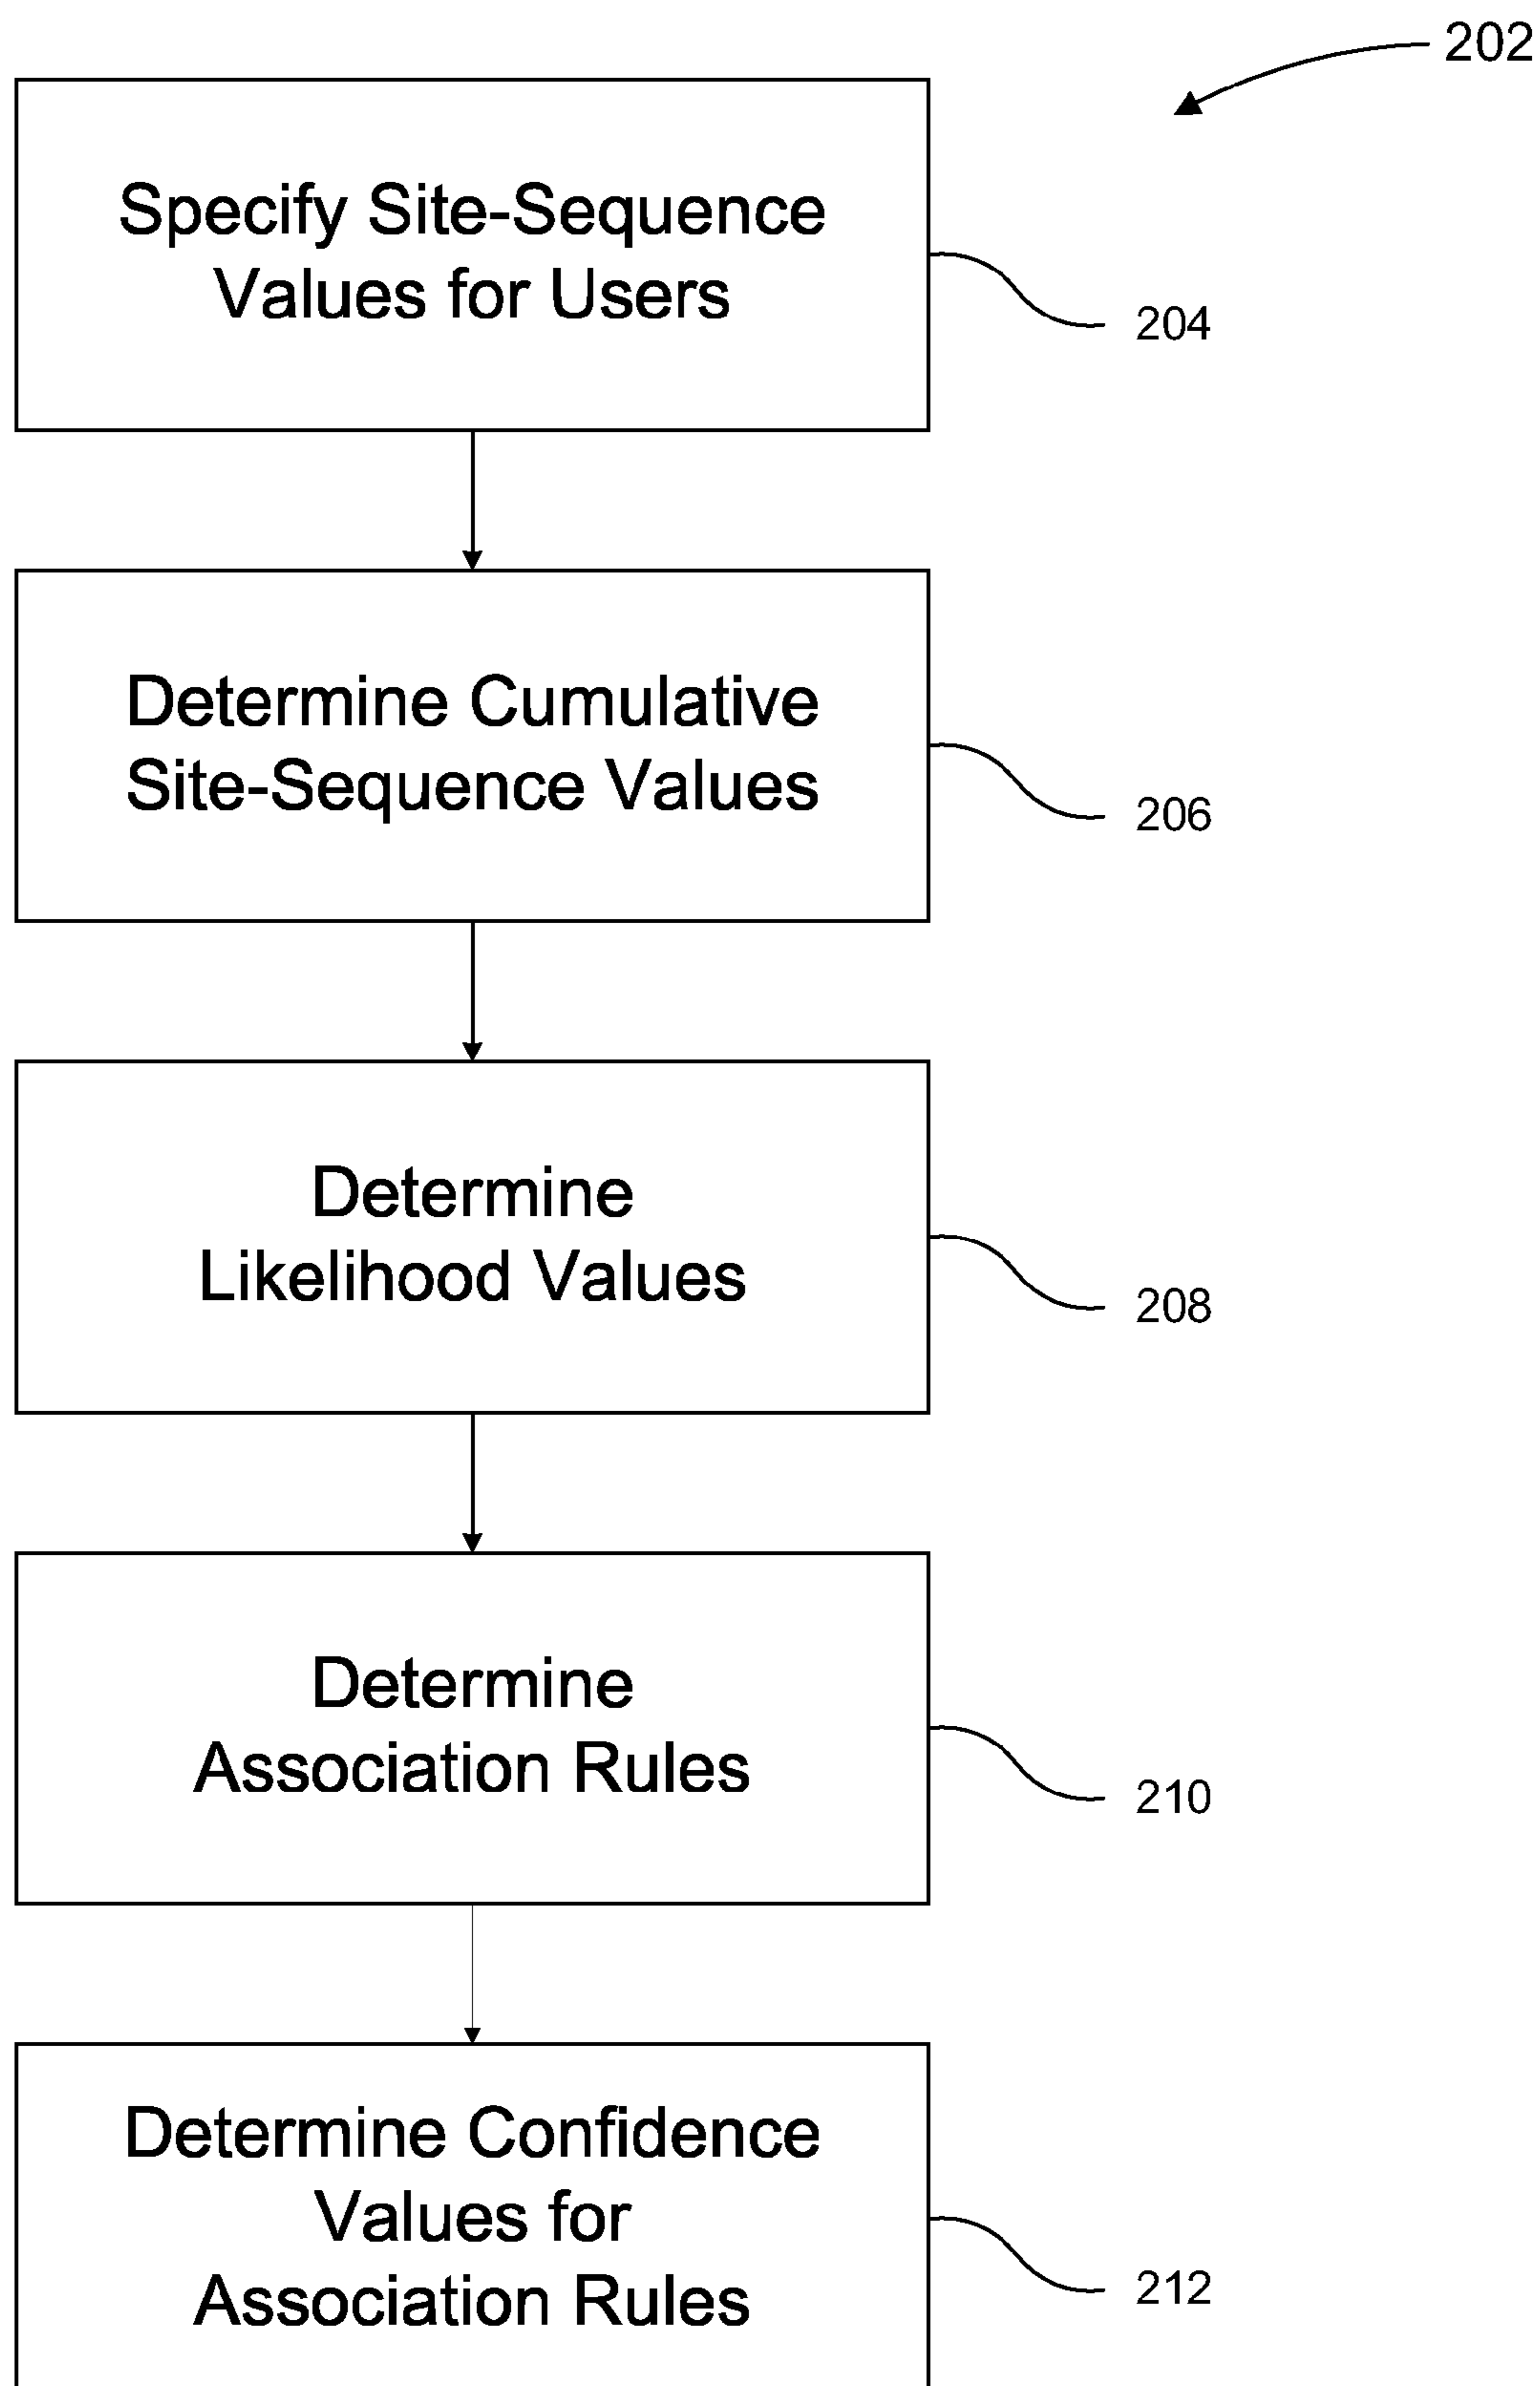 202
Specify Site-Sequence
Values for Users
204
Determine Cumulative
Site-Sequence Values
206
Determine
Likelihood Values
208
Determine
Association Rules
210
Determine Confidence
Values for
Association Rules
212